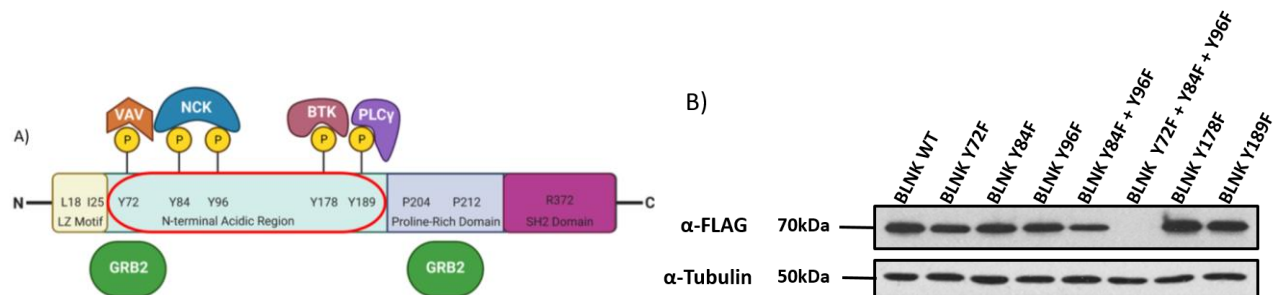 A)
VAV
NCK
BTK
PLCγ
P
P
P
P
P
N
L18 I25
Y72
Y84
Y96
Y178
Y189
P204
P212
R372
C
LZ Motif
N-terminal Acidic Region
Proline-Rich Domain
SH2 Domain
GRB2
GRB2
B)
BLNK WT
BLNK Y72F
BLNK Y84F
BLNK Y96F
BLNK Y84F + Y96F
BLNK Y72F + Y84F + Y96F
BLNK Y178F
BLNK Y189F
α-FLAG 70kDa
α-Tubulin 50kDa